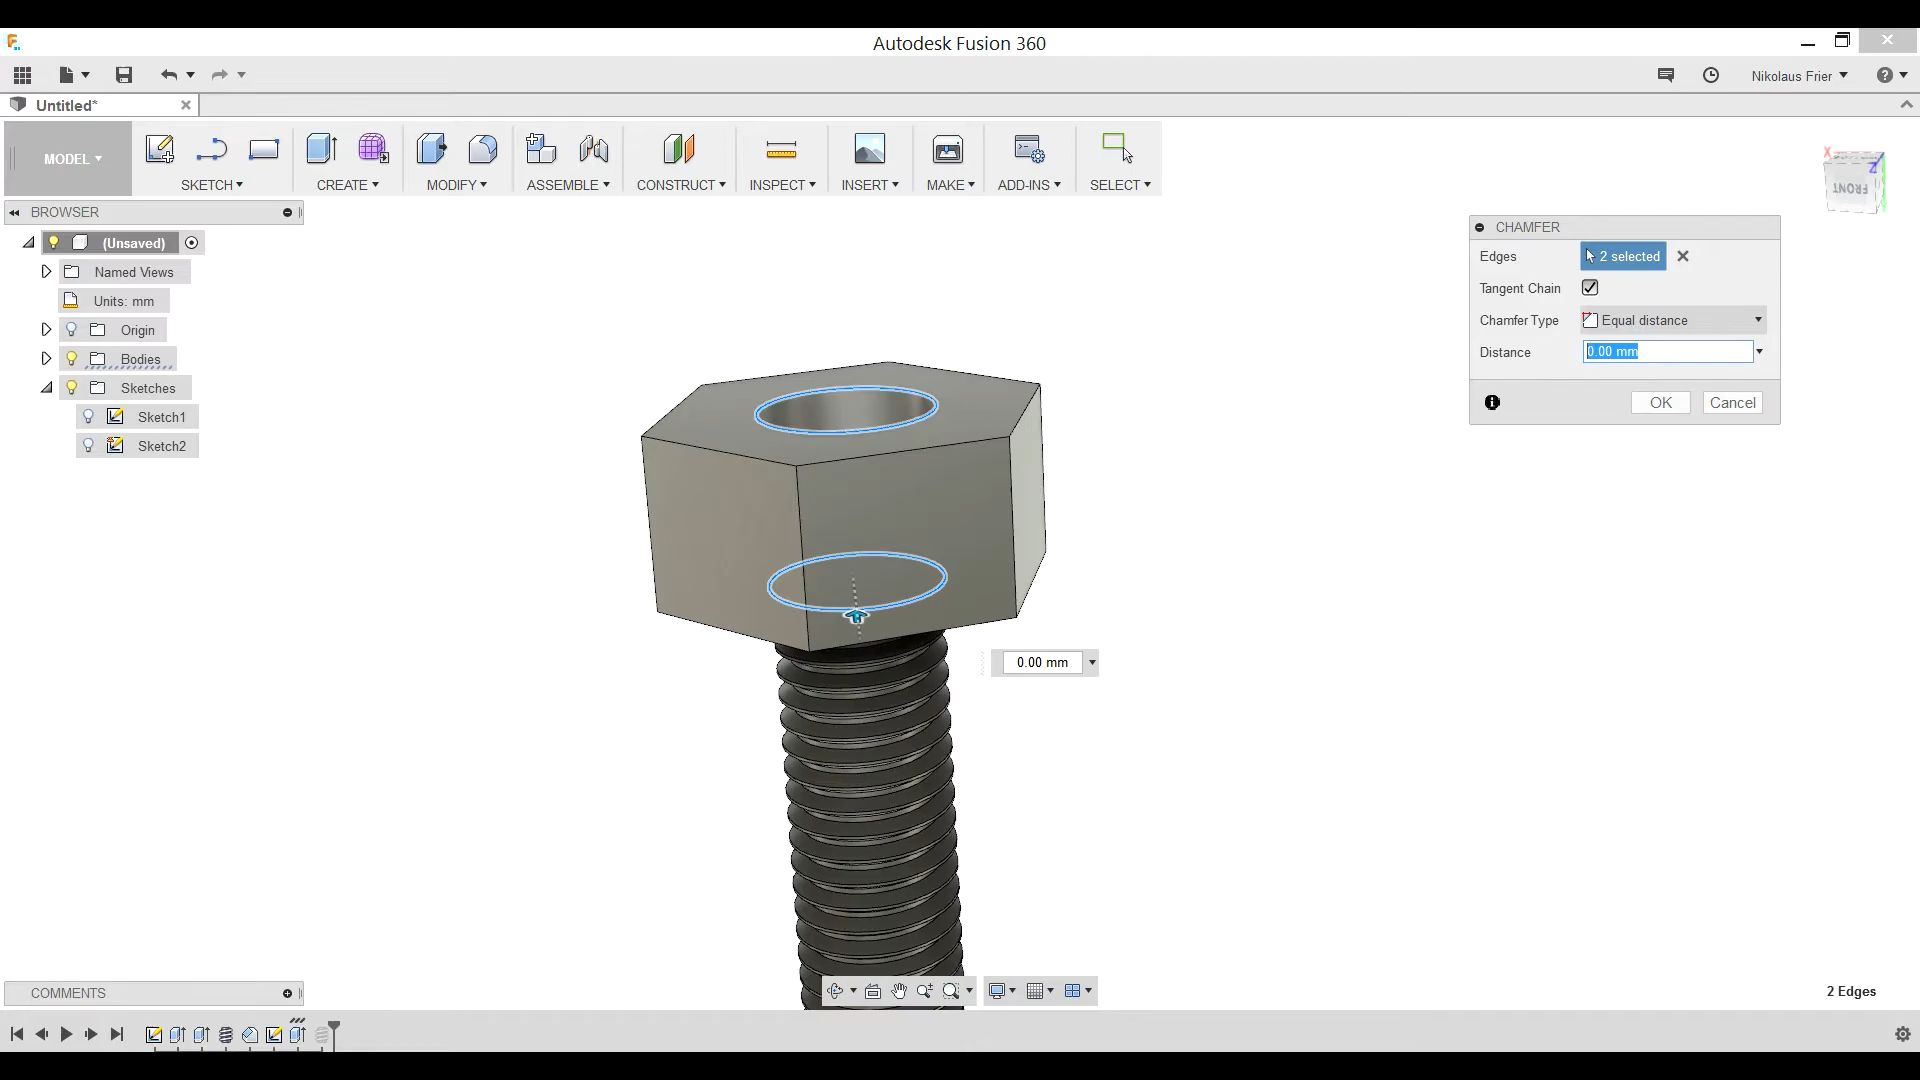 Autodesk Fusion 360
Nikolaus Frier
Untitled*
MODEL
SKETCH
CREATE
MODIFY
ASSEMBLE
CONSTRUCT
INSPECT
INSERT
MAKE
ADD-INS
SELECT
BROWSER
(Unsaved)
Named Views
Units: mm
Origin
Bodies
Sketches
Sketch1
Sketch2
X
Z
FRONT
CHAMFER
Edges
2 selected
Tangent Chain
Chamfer Type
Equal distance
Distance
0.00 mm
OK
Cancel
0.00 mm
COMMENTS
2 Edges